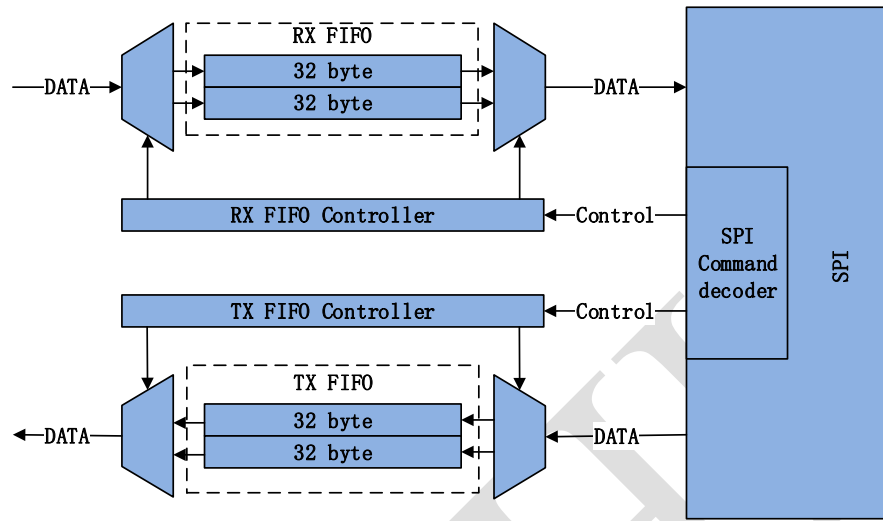 RX FIFO
DATA
32 byte
32 byte
DATA
RX FIFO Controller
Control
SPI
Command
decoder
SPI
TX FIFO Controller
Control
TX FIFO
DATA
32 byte
32 byte
DATA